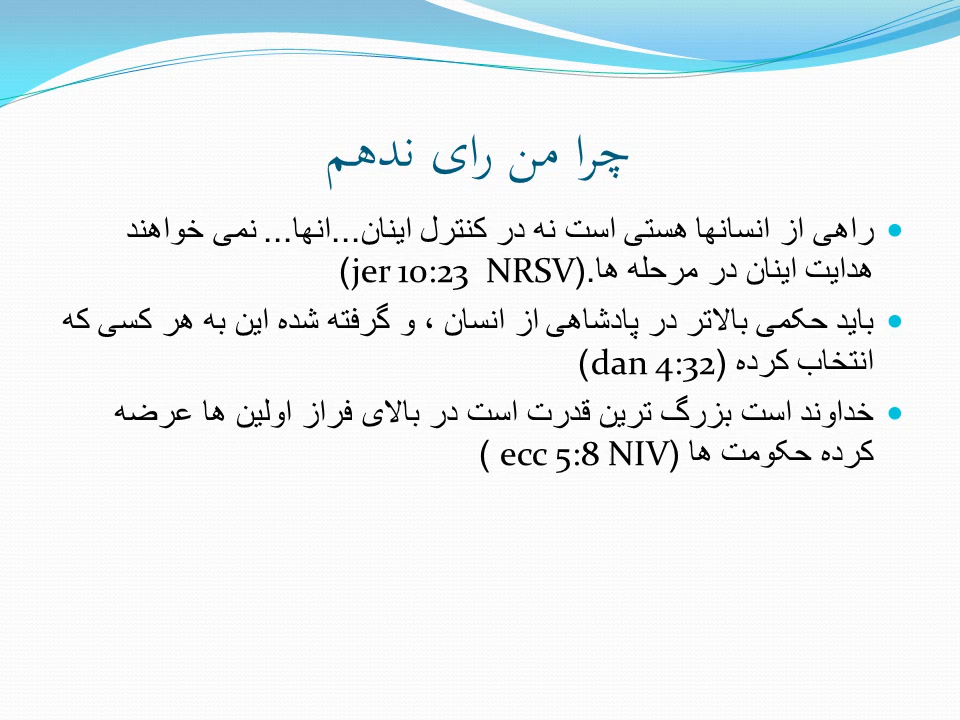 چرا من رای ندهم
راهی از انسانها هستی است نه در کنترل اینان...انها... نمی خواهند
هدایت اینان در مرحله ها.(jer 10:23 NRSV)
باید حکمی بالاتر در پادشاهی از انسان ، و گرفته شده این به هر کسی که
انتخاب کرده (dan 4:32)
خداوند است بزرگ ترین قدرت است در بالای فراز اولین ها عرضه
کرده حکومت ها (ecc 5:8 NIV )